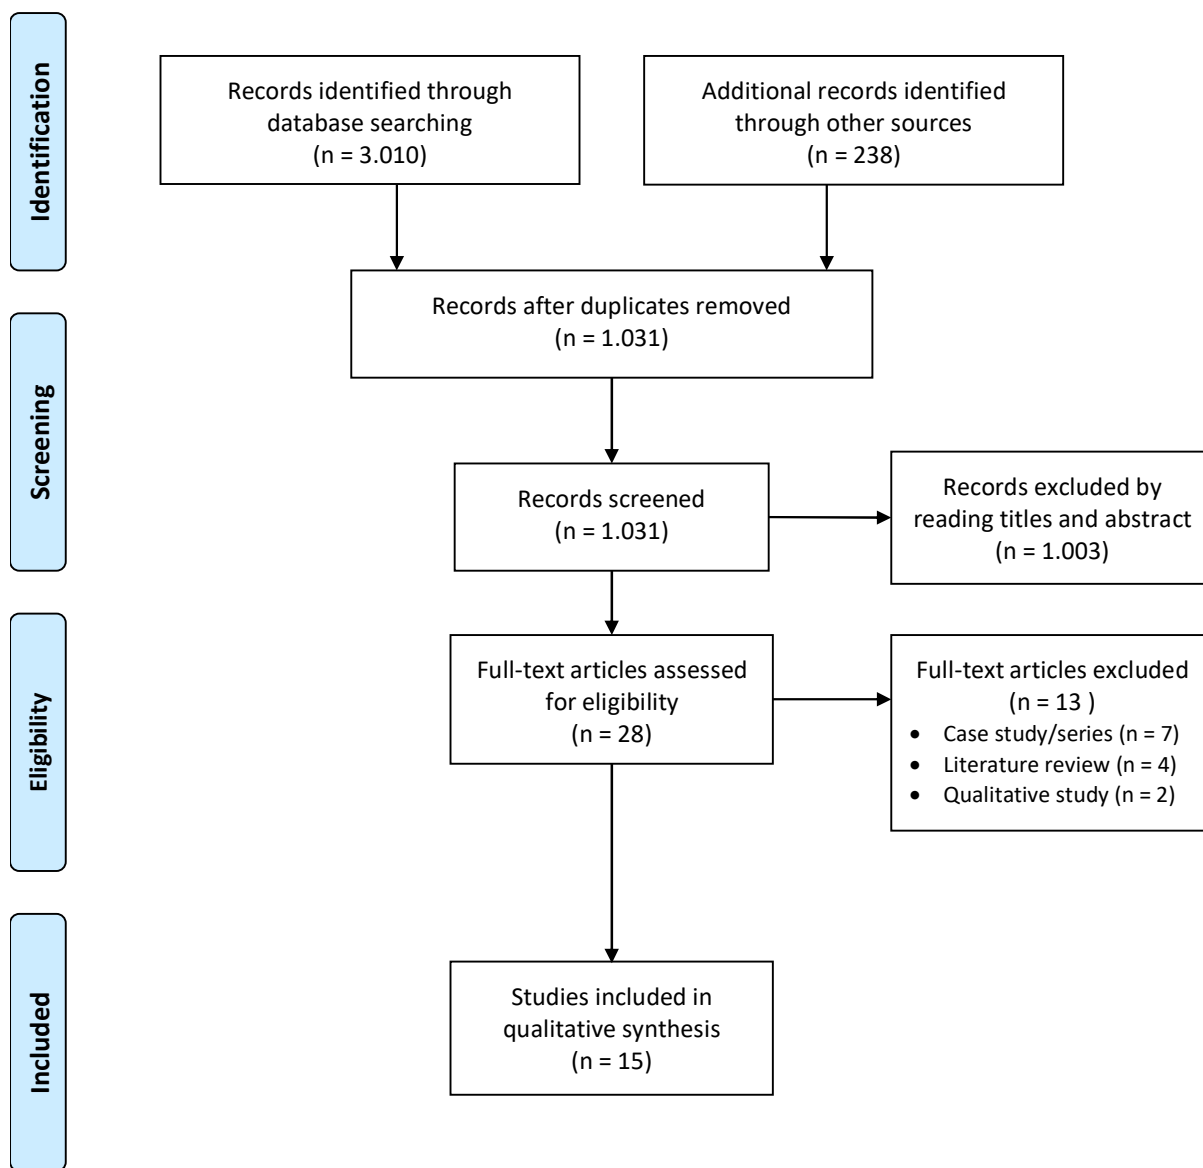 Identification
Records identified through
database searching
(n = 3.010)
Additional records identified
through other sources
(n = 238)
Records after duplicates removed
(n = 1.031)
Screening
Records screened
(n = 1.031)
Records excluded by
reading titles and abstract
(n = 1.003)
Eligibility
Full-text articles assessed
for eligibility
(n = 28)
Full-text articles excluded
(n = 13 )
• Case study/series (n = 7)
• Literature review (n = 4)
• Qualitative study (n = 2)
Included
Studies included in
qualitative synthesis
(n = 15)